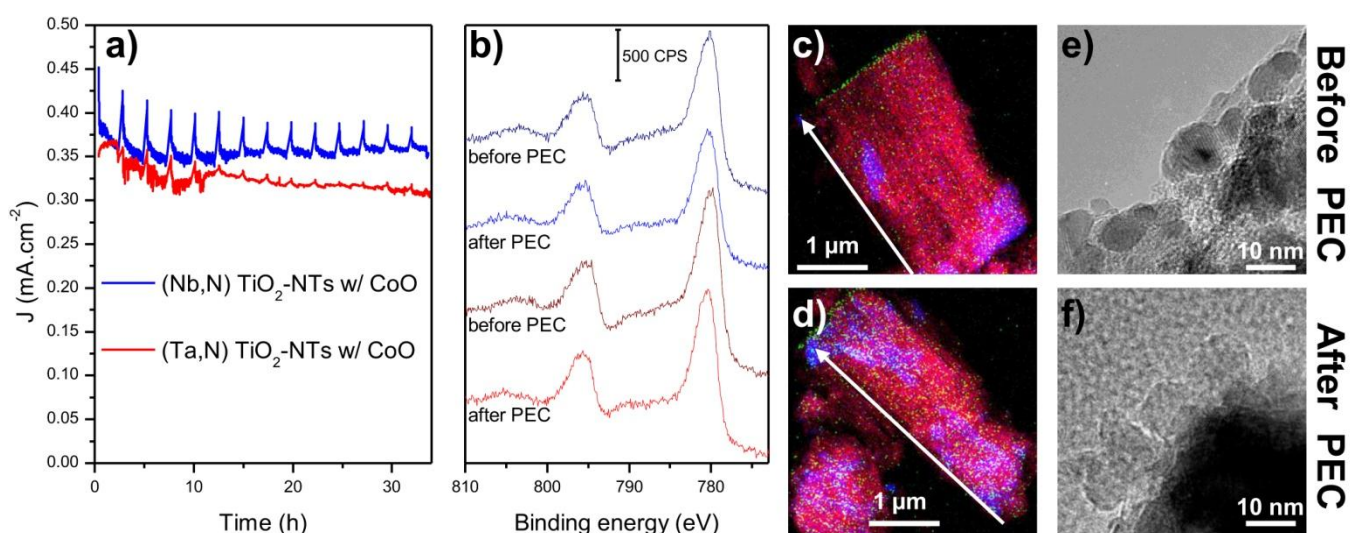 a)
J (mA.cm⁻²)
0.50
0.45
0.40
0.35
0.30
0.25
0.20
0.15
0.10
0.05
0.00
(Nb,N) TiO₂-NTs w/ CoO
(Ta,N) TiO₂-NTs w/ CoO
0 10 20 30
Time (h)
b)
500 CPS
before PEC
after PEC
before PEC
after PEC
810 800 790 780
Binding energy (eV)
c)
1 µm
d)
1 µm
e)
10 nm
f)
10 nm
Before PEC
After PEC